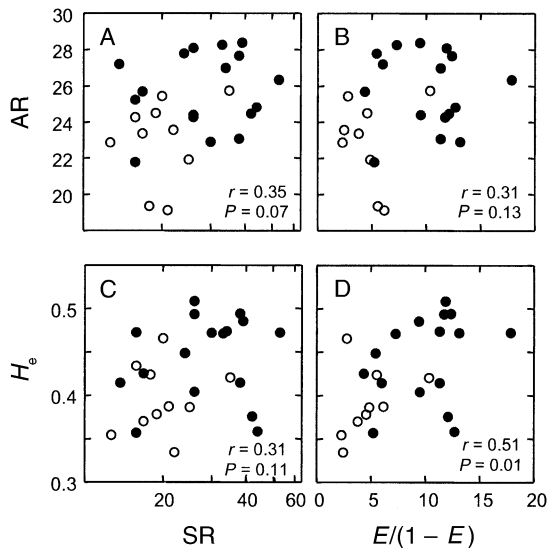 A
B
AR
30
28
26
24
22
20
r = 0.35
P = 0.07
r = 0.31
P = 0.13
C
D
He
0.5
0.4
0.3
r = 0.31
P = 0.11
r = 0.51
P = 0.01
20 40 60
0 5 10 15 20
SR
E/(1 − E)